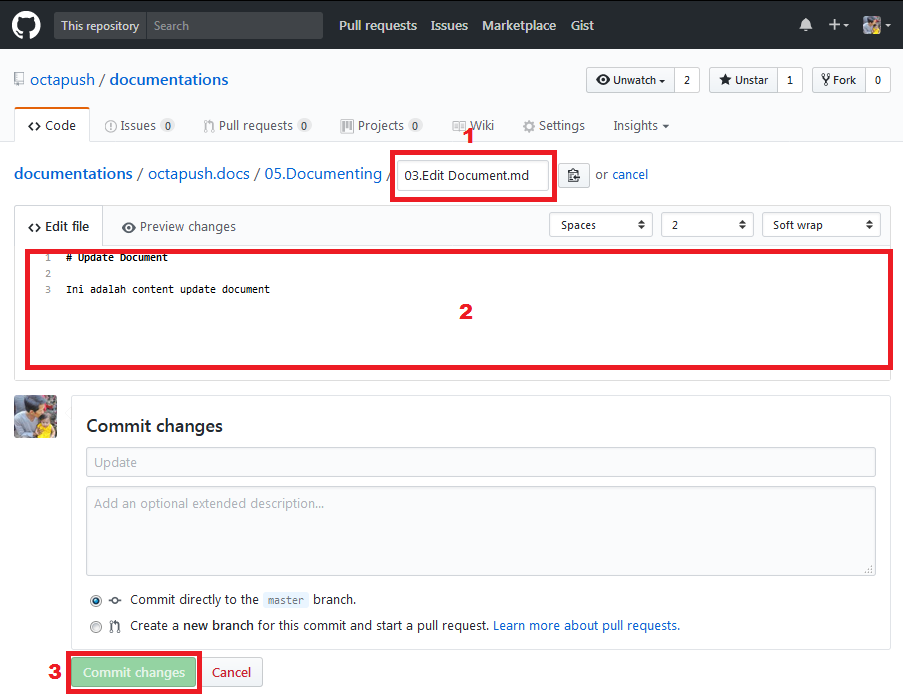 This repository Search Pull requests Issues Marketplace Gist
octapush / documentations Unwatch 2 Unstar 1 Fork 0
Code Issues 0 Pull requests 0 Projects 0 Wiki Settings Insights
1
documentations / octapush.docs / 05.Documenting / 03.Edit Document.md or cancel
Edit file Preview changes Spaces 2 Soft wrap
1 # Update Document
2
3 Ini adalah content update document
2
Commit changes
Update
Add an optional extended description...
Commit directly to the master branch.
Create a new branch for this commit and start a pull request. Learn more about pull requests.
3 Commit changes Cancel